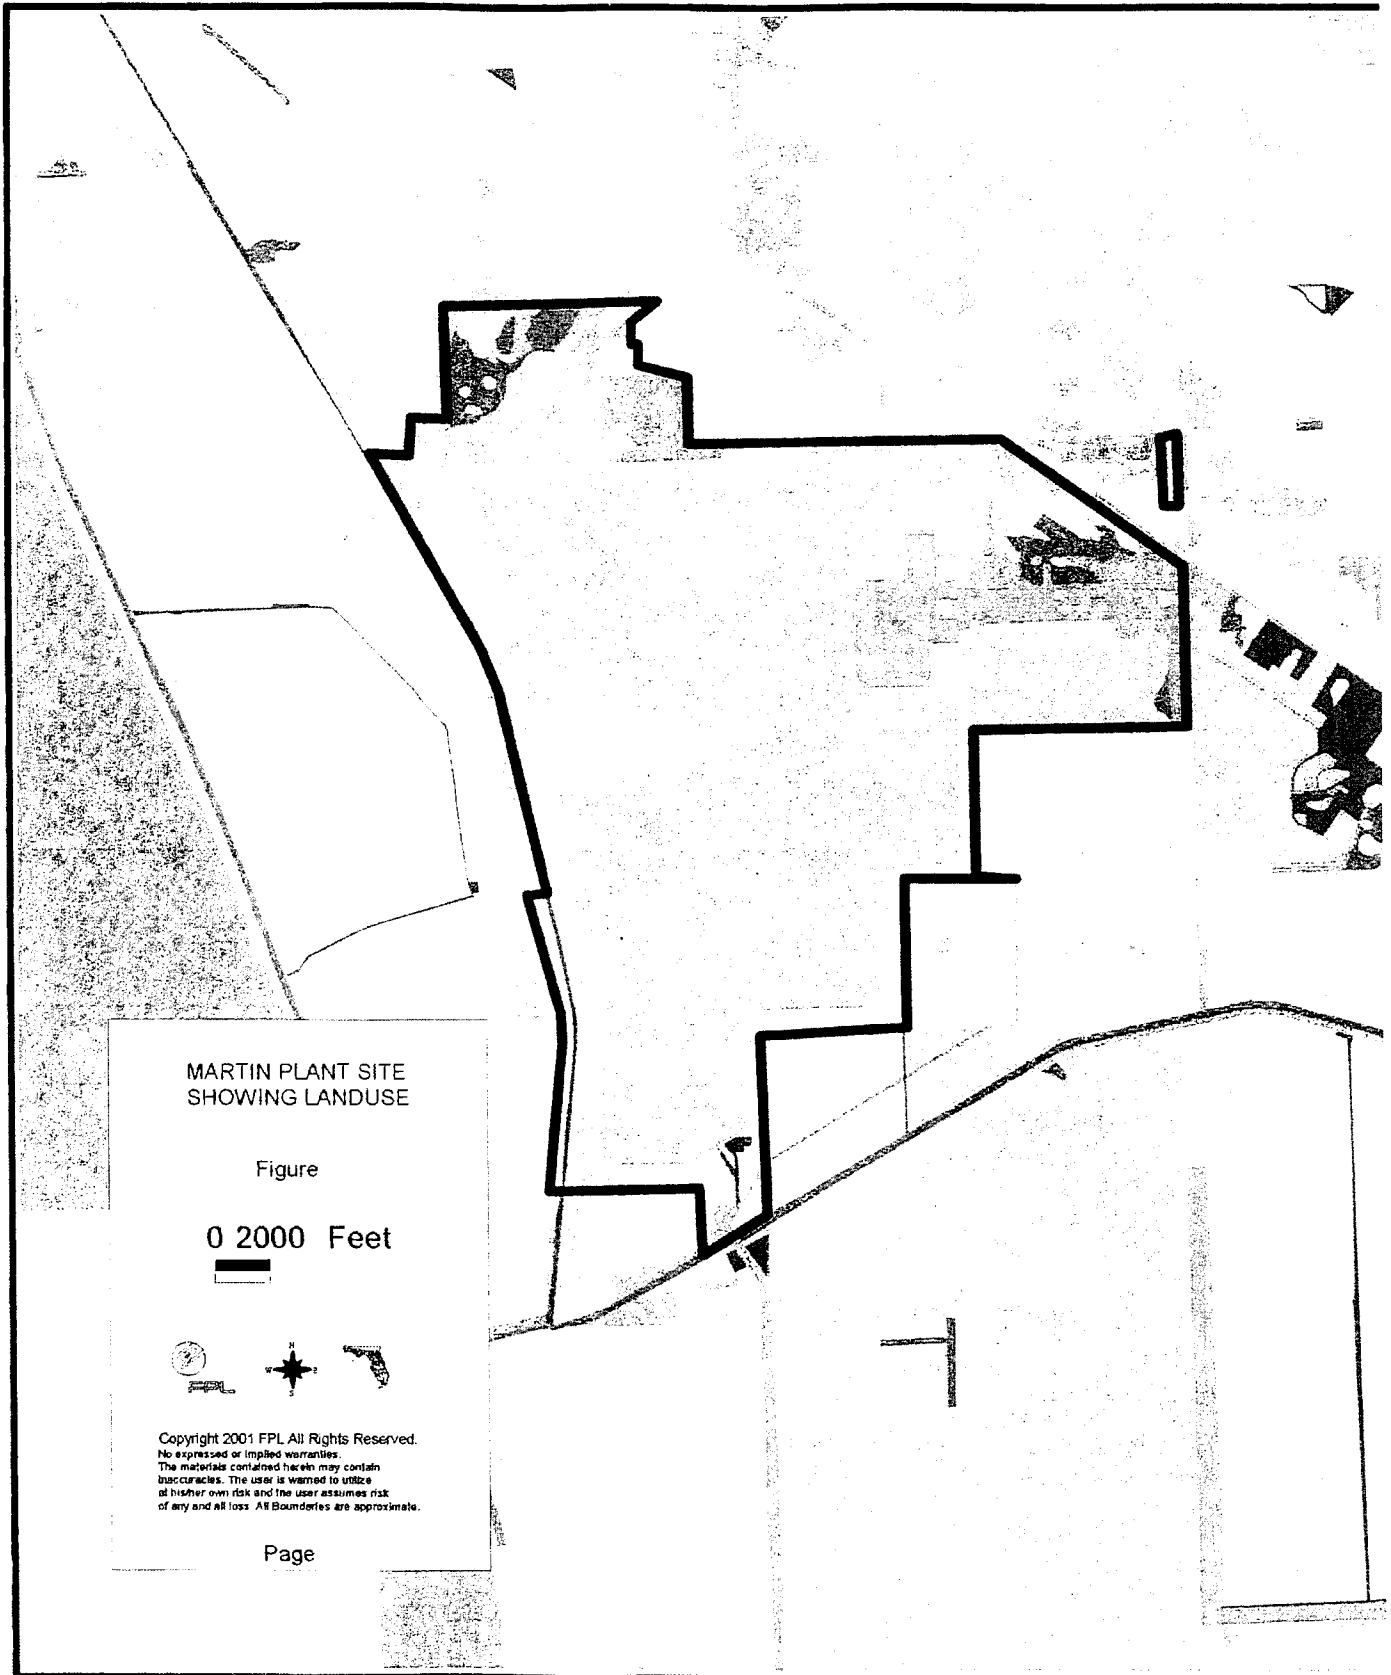 MARTIN PLANT SITE
SHOWING LANDUSE
Figure
0 2000 Feet
N
W
S
FPL
Copyright 2001 FPL All Rights Reserved.
No expressed or implied warranties.
The materials contained herein may contain
inaccuracies. The user is warned to utilize
at his/her own risk and the user assumes risk
of any and all loss. All Bounderies are approximate.
Page